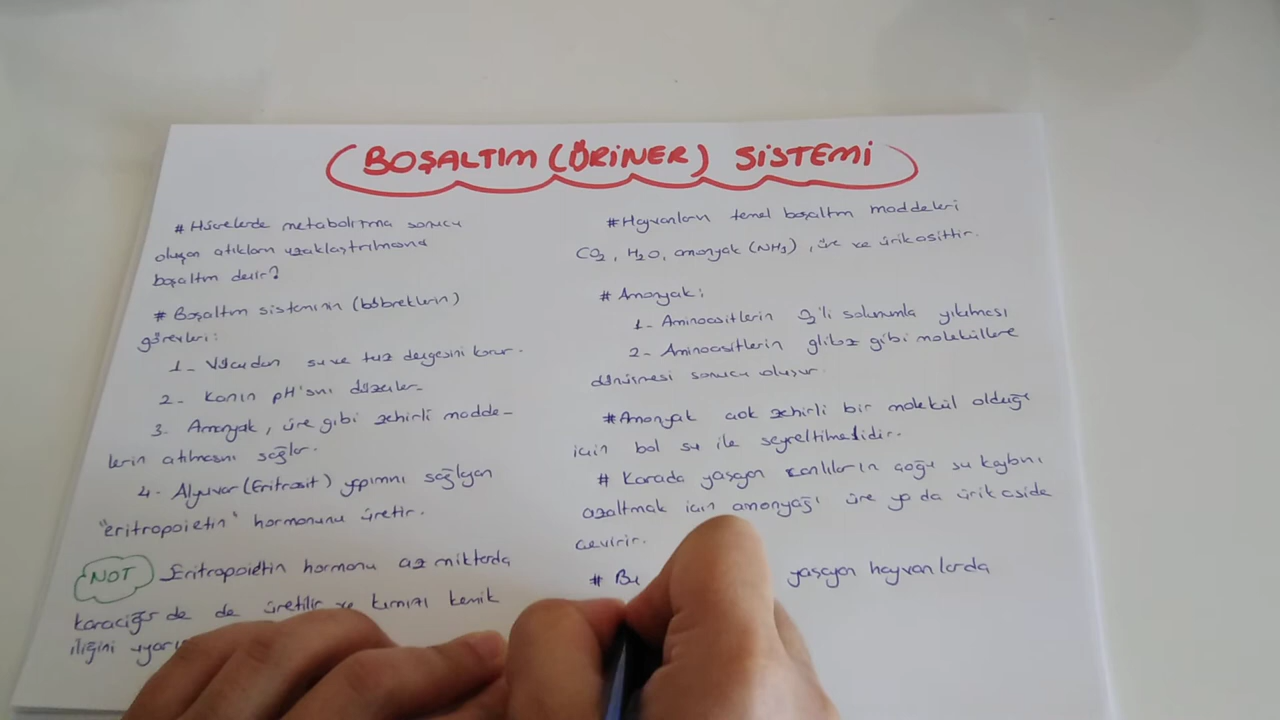 BOŞALTIM (ÜRİNER) SİSTEMİ
# Hücrelerde metabolizma sonucu
oluşan atıkların uzaklaştırılmasına
boşaltım denir?
# Boşaltım sisteminin (böbreklerin)
görevleri:
1- Vücudun su ve tuz dengesini korur.
2- Kanın pH'sını düzenler.
3. Amonyak, üre gibi zehirli madde-
lerin atılmasını sağlar.
4- Alyuvar (Eritrosit) yapımını sağlayan
"eritropoietin" hormonunu üretir.
NOT Eritropoietin hormonu az miktarda
karaciğer de de üretilir ve kırmızı kemik
iliğini
# Hayvanların temel boşaltım maddeleri
CO2, H2O, amonyak (NH3), üre ve ürikasittir.
# Amonyak:
1- Aminoasitlerin O2'li solunumla yıkılması
2- Aminoasitlerin glikoz gibi moleküllere
dönüşmesi sonucu oluşur.
# Amonyak çok zehirli bir molekül olduğu
için bol su ile seyreltilmelidir.
# Karada yaşayan canlıların çoğu su kaybını
azaltmak için amonyağı üre ya da ürik aside
çevirir.
# yaşayan hayvanlarda